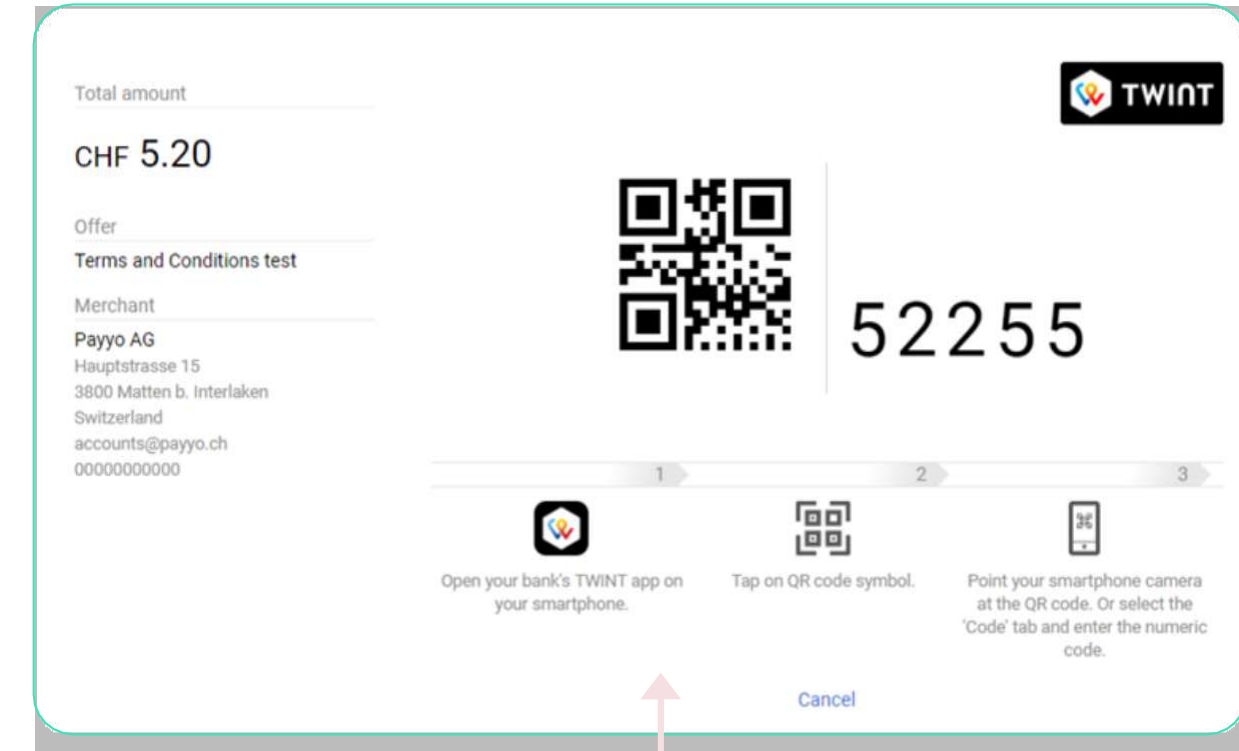 Total amount
CHF 5.20
Offer
Terms and Conditions test
Merchant
Payyo AG
Hauptstrasse 15
3800 Matten b. Interlaken
Switzerland
accounts@payyo.ch
00000000000
TWINT
52255
1
Open your bank's TWINT app on
your smartphone.
2
Tap on QR code symbol.
3
Point your smartphone camera
at the QR code. Or select the
'Code' tab and enter the numeric
code.
Cancel